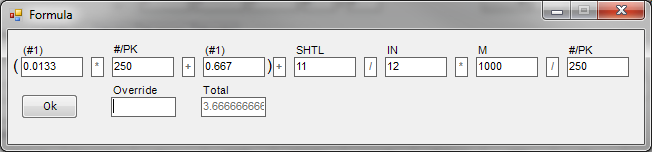 Formula
(#1) #/PK (#1) SHTL IN M #/PK
( 0.0133 * 250 + 0.667 ) + 11 / 12 * 1000 / 250
Override Total
Ok 3.666666666